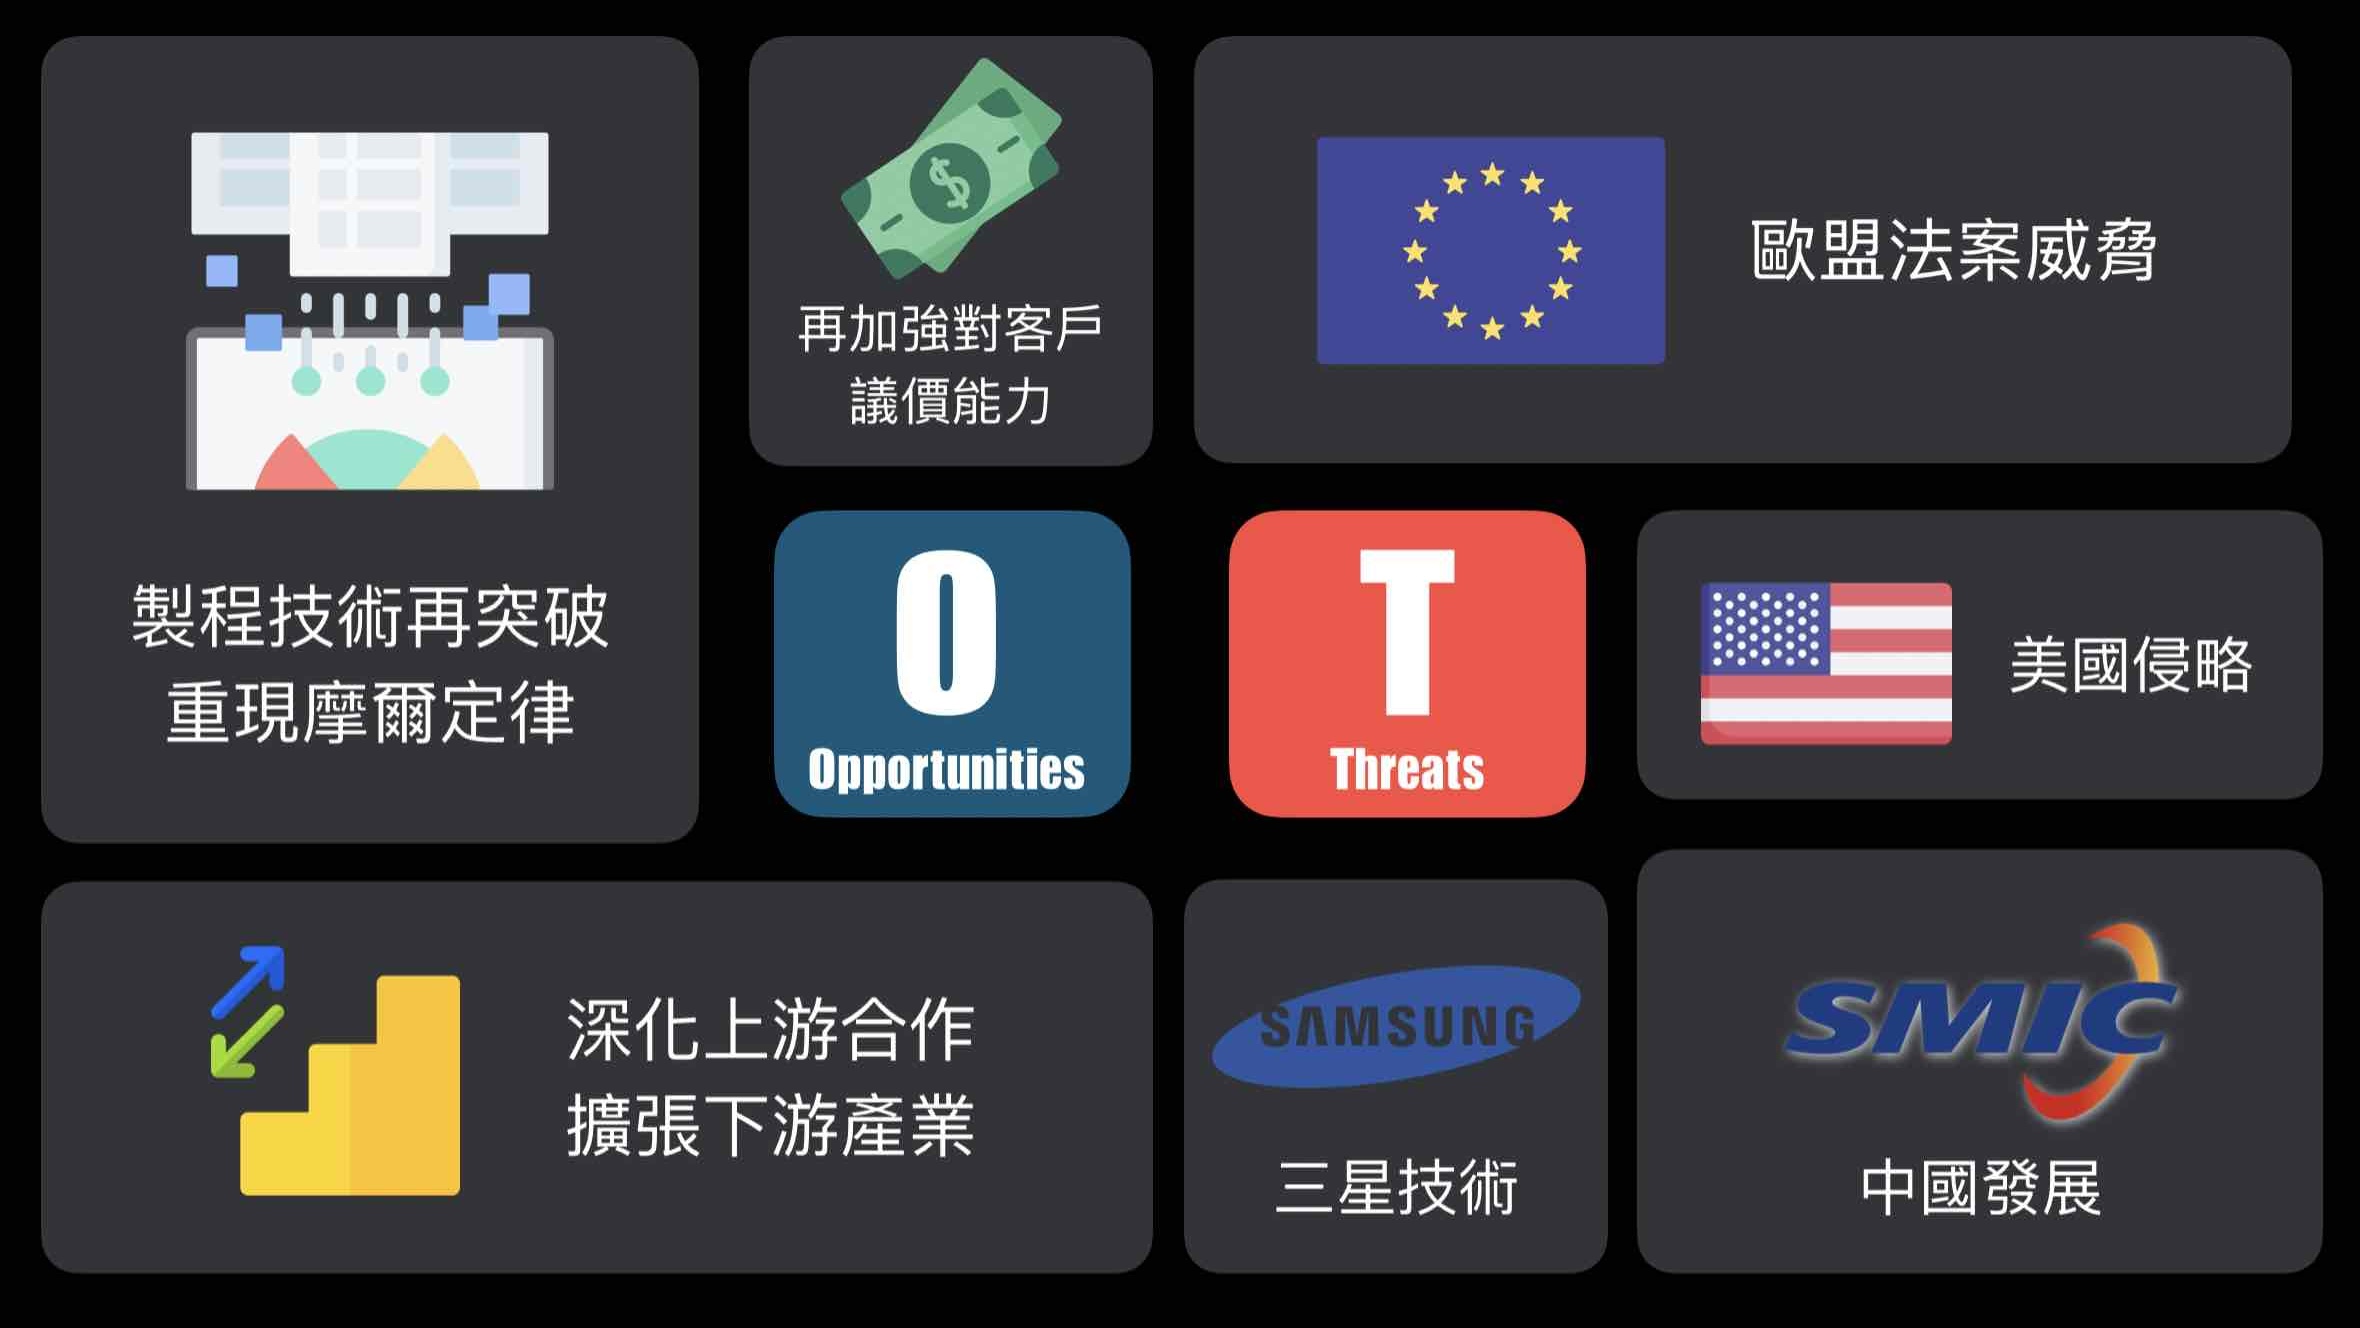 製程技術再突破
重現摩爾定律
再加強對客戶
議價能力
歐盟法案威脅
O
Opportunities
T
Threats
美國侵略
深化上游合作
擴張下游產業
SAMSUNG
三星技術
SMIC
中國發展